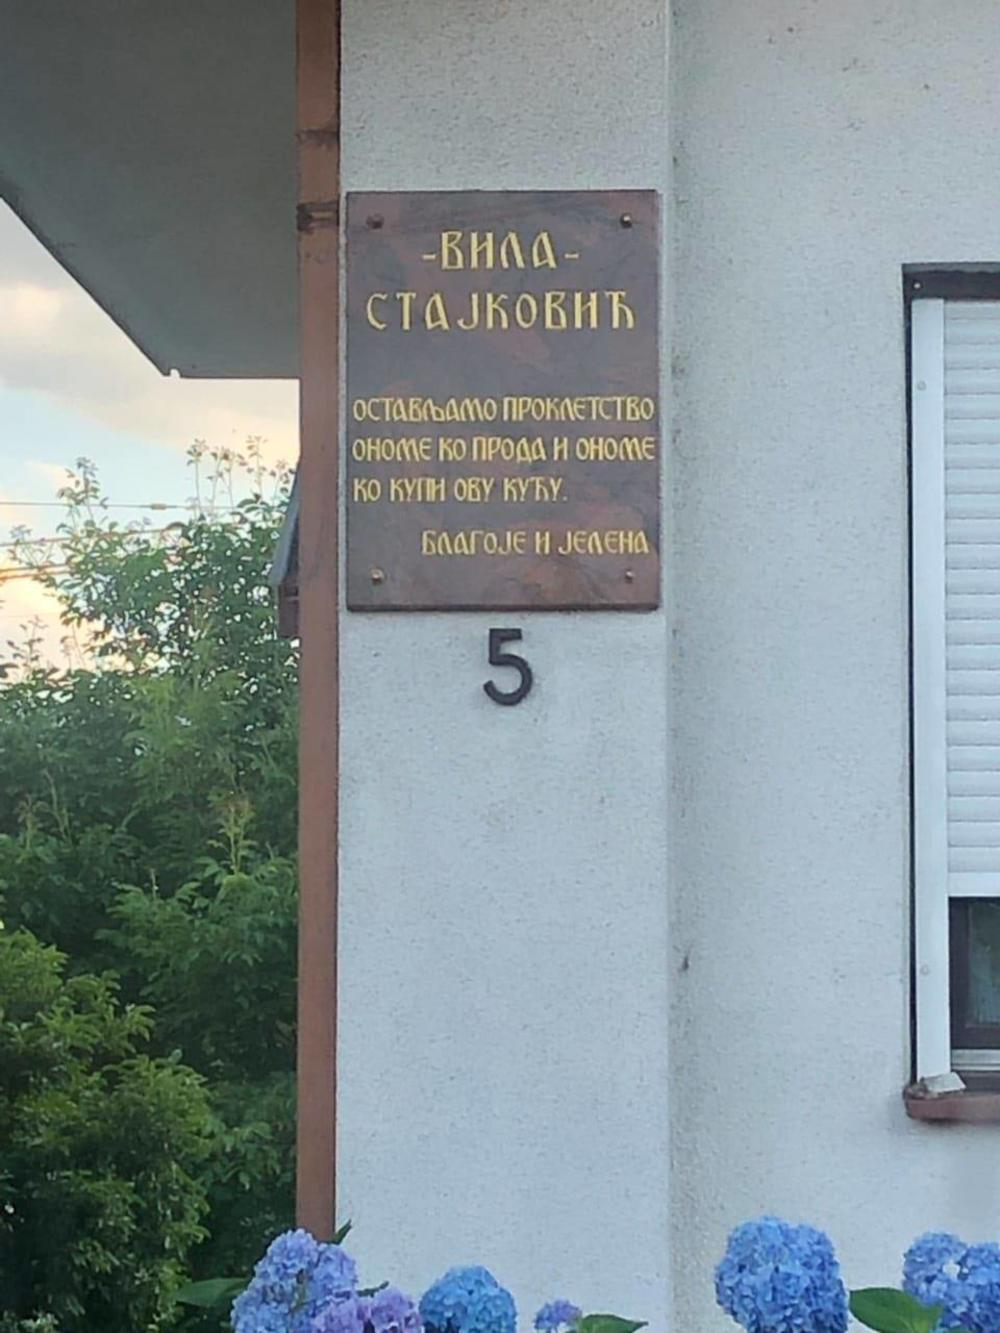 -ВИЛА-
СТАЈКОВИЋ
ОСТАВЉАМО ПРОКЛЕТСТВО
ОНОМЕ КО ПРОДА И ОНОМЕ
КО КУПИ ОВУ КУЋУ.
БЛАГОЈЕ И ЈЕЛЕНА
5